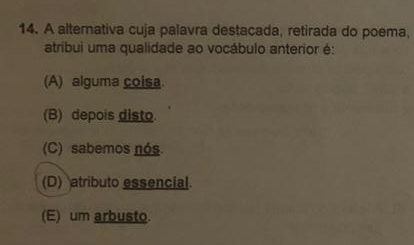 14. A alternativa cuja palavra destacada, retirada do poema,
atribui uma qualidade ao vocábulo anterior é:
(A) alguma coisa.
(B) depois disto.
(C) sabemos nós.
(D) atributo essencial.
(E) um arbusto.